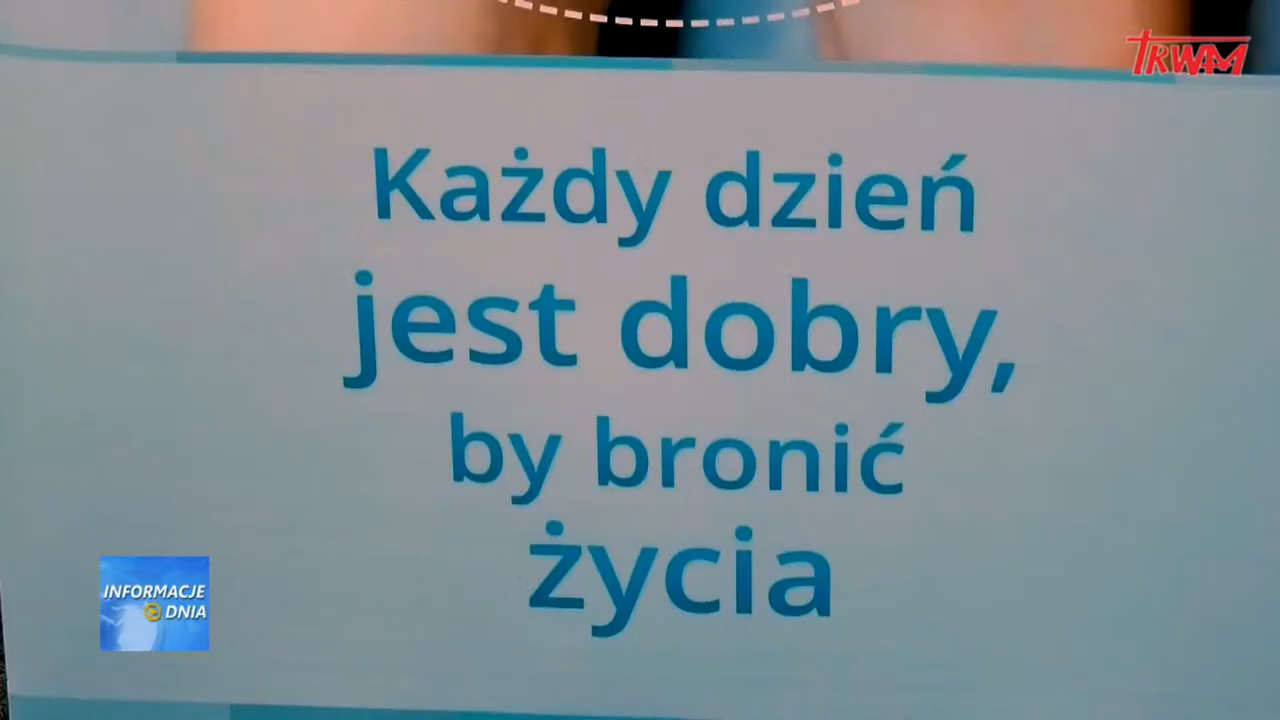 TRWAM
Każdy dzień
jest dobry,
by bronić
życia
INFORMACJE
DNIA